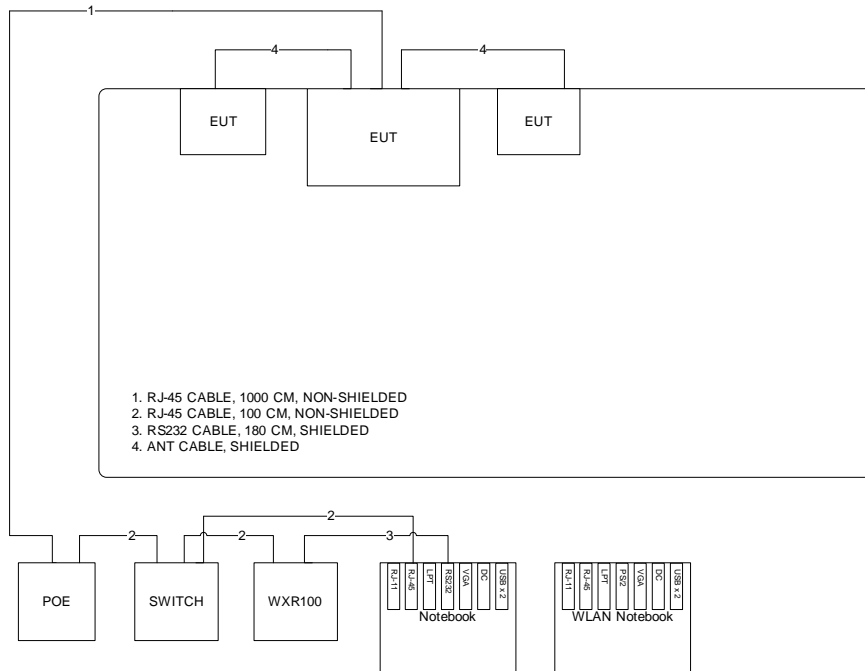 1
4
4
EUT
EUT
EUT
1. RJ-45 CABLE, 1000 CM, NON-SHIELDED
2. RJ-45 CABLE, 100 CM, NON-SHIELDED
3. RS232 CABLE, 180 CM, SHIELDED
4. ANT CABLE, SHIELDED
2
2
2
3
POE
SWITCH
WXR100
RJ-11
RJ-45
LPT
RS232
VGA
DC
USB x 2
Notebook
RJ-11
RJ-45
LPT
PS/2
VGA
DC
USB x 2
WLAN Notebook